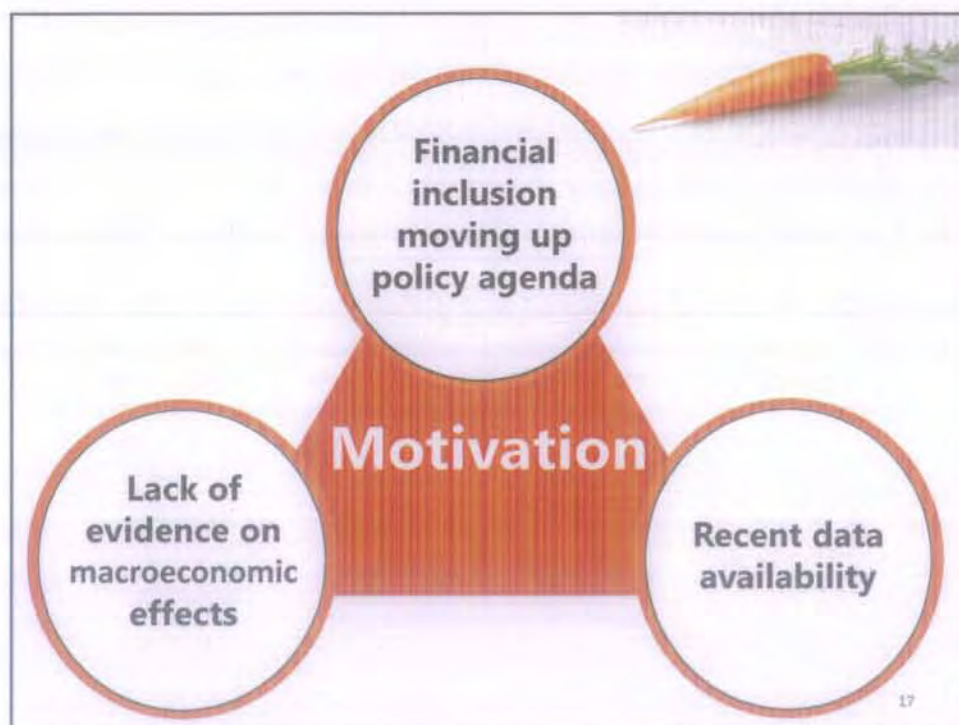 Financial
inclusion
moving up
policy agenda
Motivation
Lack of
evidence on
macroeconomic
effects
Recent data
availability
17